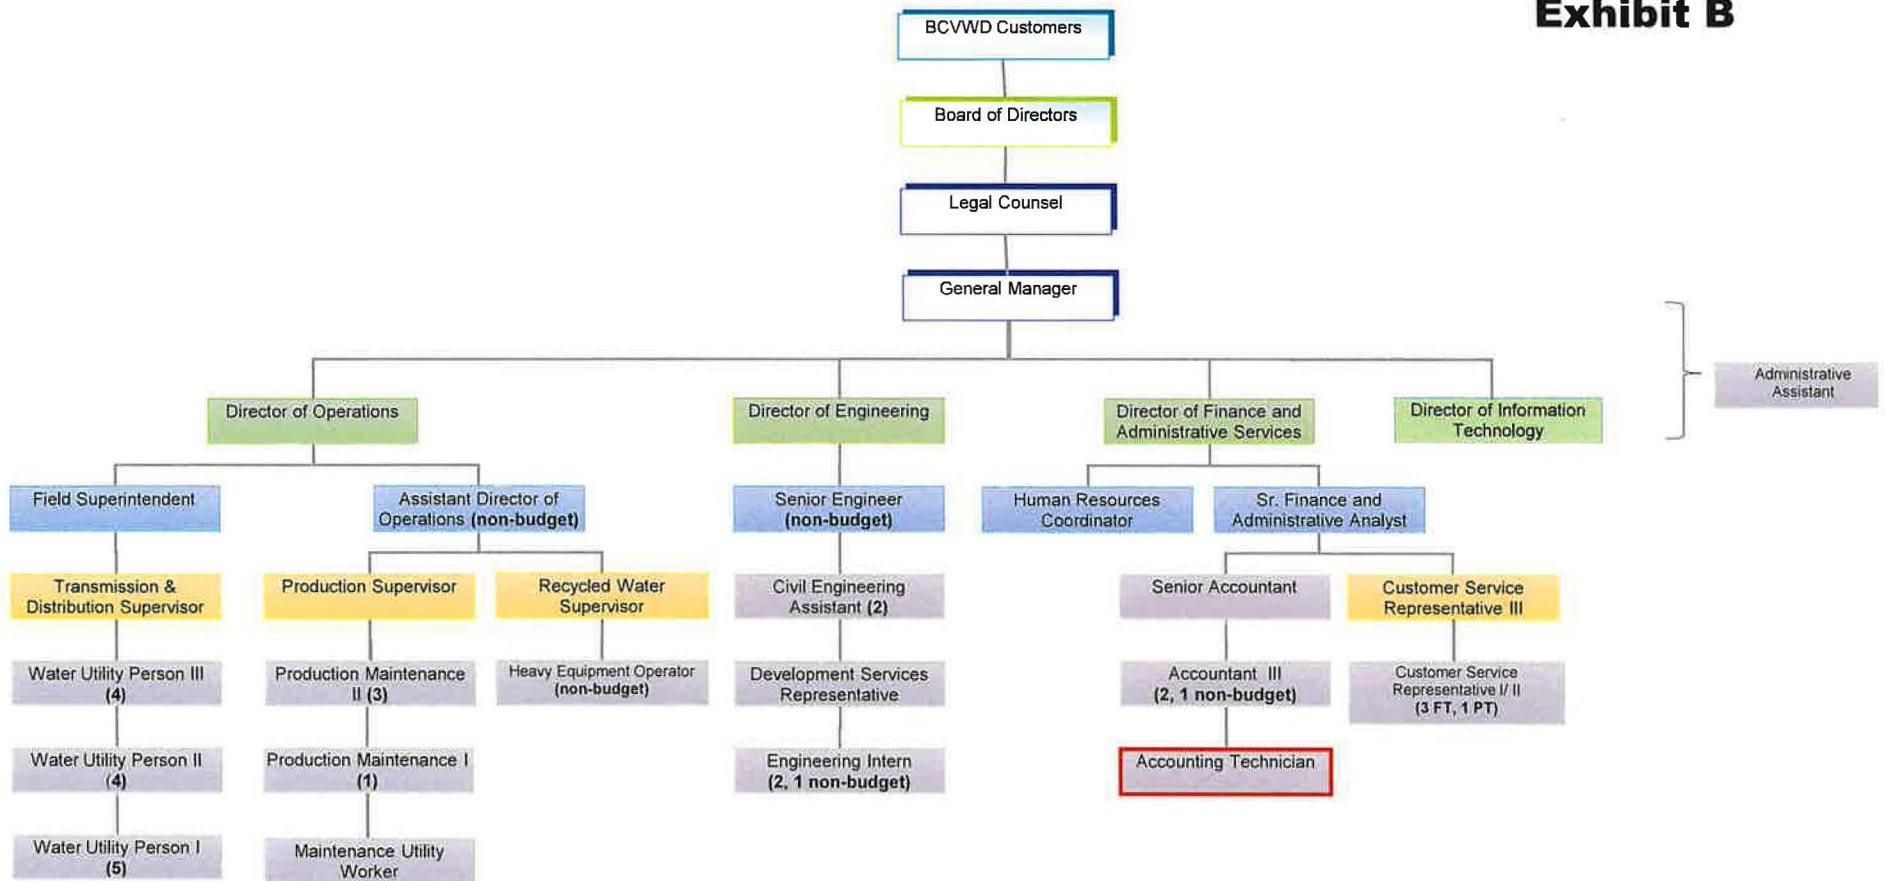 Exhibit B
BCVWD Customers
Board of Directors
Legal Counsel
General Manager
Administrative
Assistant
Director of Operations
Director of Engineering
Director of Finance and
Administrative Services
Director of Information
Technology
Field Superintendent
Assistant Director of
Operations (non-budget)
Senior Engineer
(non-budget)
Human Resources
Coordinator
Sr. Finance and
Administrative Analyst
Transmission &
Distribution Supervisor
Production Supervisor
Recycled Water
Supervisor
Civil Engineering
Assistant (2)
Senior Accountant
Customer Service
Representative III
Water Utility Person III
(4)
Production Maintenance
II (3)
Heavy Equipment Operator
(non-budget)
Development Services
Representative
Accountant III
(2, 1 non-budget)
Customer Service
Representative I/ II
(3 FT, 1 PT)
Water Utility Person II
(4)
Production Maintenance I
(1)
Engineering Intern
(2, 1 non-budget)
Accounting Technician
Water Utility Person I
(5)
Maintenance Utility
Worker